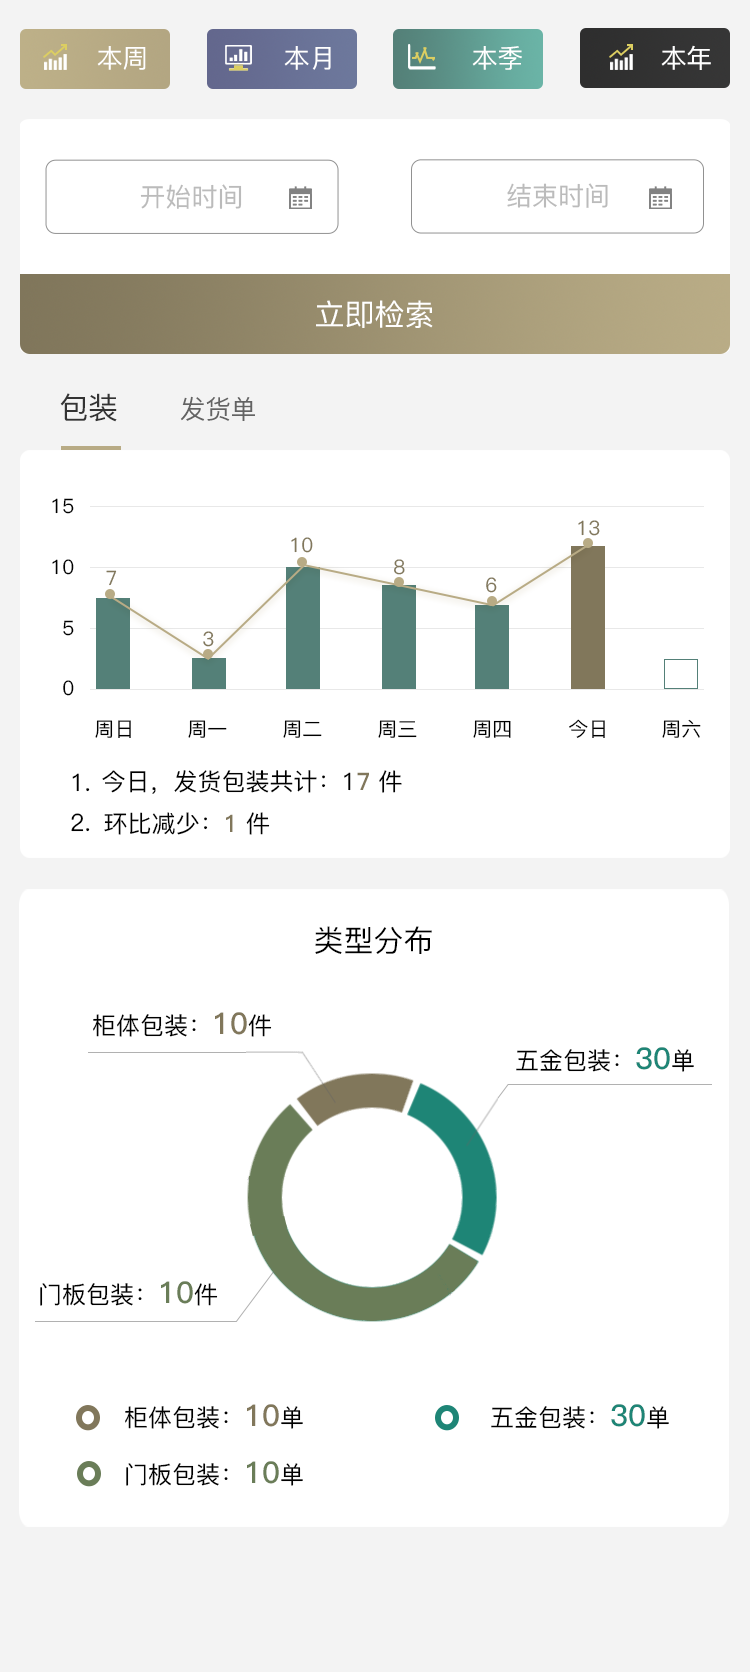 本周 本月 本季 本年
开始时间 结束时间
立即检索
包装 发货单
15
10
5
0
7 3 10 8 6 13
周日 周一 周二 周三 周四 今日 周六
1. 今日，发货包装共计：17 件
2. 环比减少：1 件
类型分布
柜体包装：10件
五金包装：30单
门板包装：10件
柜体包装：10单 五金包装：30单
门板包装：10单